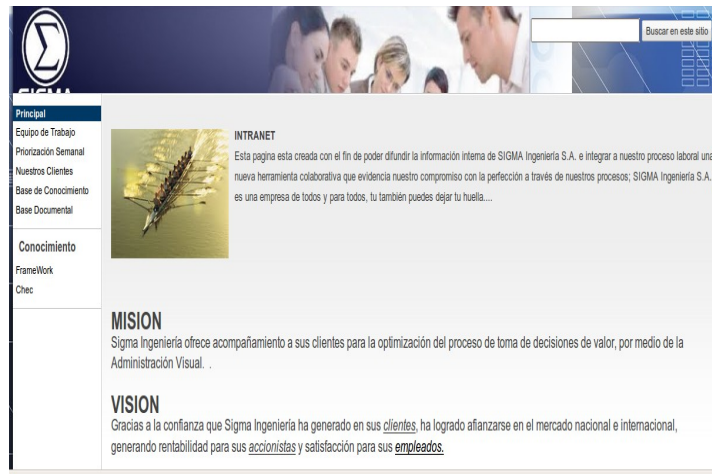 Σ
SIGMA
Buscar en este sitio
Principal
Equipo de Trabajo
Priorización Semanal
Nuestros Clientes
Base de Conocimiento
Base Documental
Conocimiento
FrameWork
Chec
INTRANET
Esta pagina esta creada con el fin de poder difundir la información interna de SIGMA Ingeniería S.A. e integrar a nuestro proceso laboral una
nueva herramienta colaborativa que evidencia nuestro compromiso con la perfección a través de nuestros procesos; SIGMA Ingeniería S.A.
es una empresa de todos y para todos, tu también puedes dejar tu huella....
MISION
Sigma Ingeniería ofrece acompañamiento a sus clientes para la optimización del proceso de toma de decisiones de valor, por medio de la
Administración Visual. .
VISION
Gracias a la confianza que Sigma Ingeniería ha generado en sus clientes, ha logrado afianzarse en el mercado nacional e internacional,
generando rentabilidad para sus accionistas y satisfacción para sus empleados.